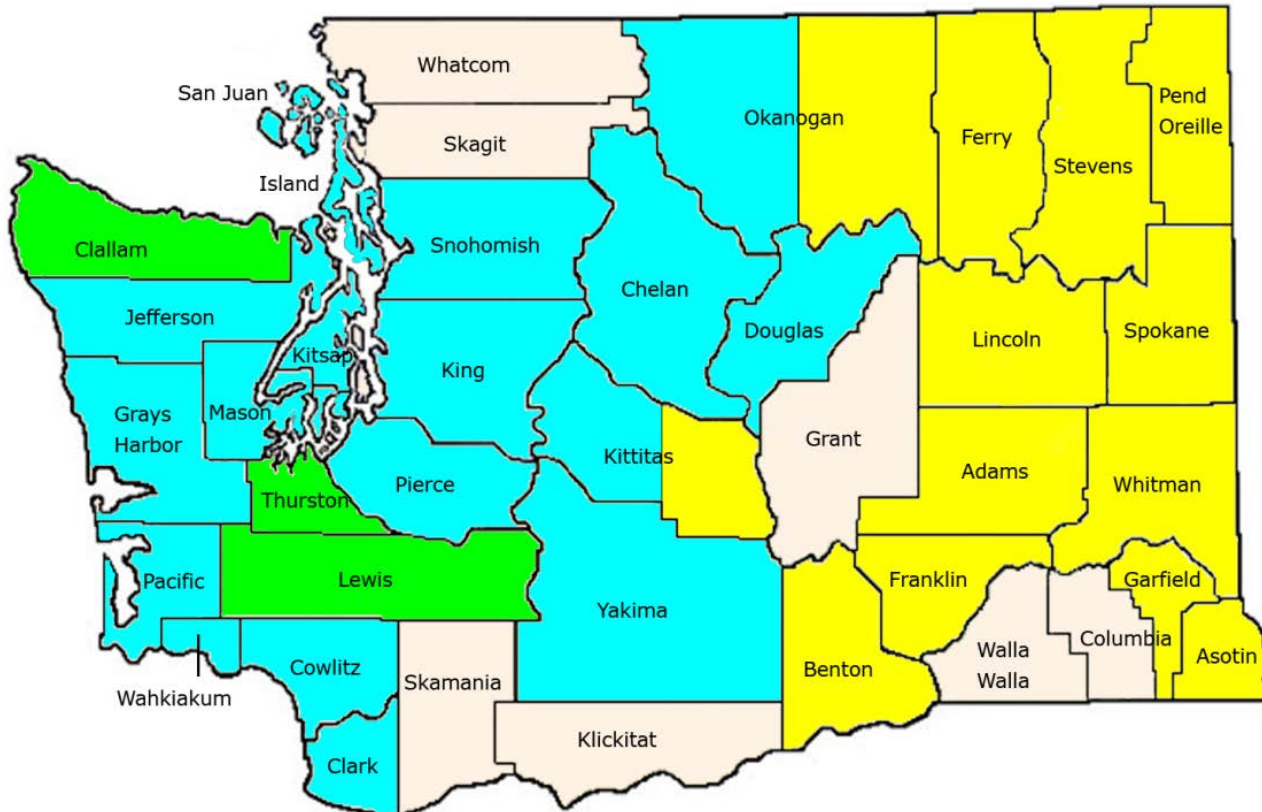 Whatcom
San Juan
Skagit
Okanogan
Ferry
Stevens
Pend
Oreille
Island
Clallam
Snohomish
Chelan
Jefferson
Douglas
Lincoln
Spokane
Kitsap
King
Grays
Harbor
Mason
Kittitas
Grant
Adams
Whitman
Thurston
Pierce
Pacific
Lewis
Yakima
Franklin
Garfield
Wahkiakum
Cowlitz
Skamania
Benton
Walla
Walla
Columbia
Asotin
Clark
Klickitat